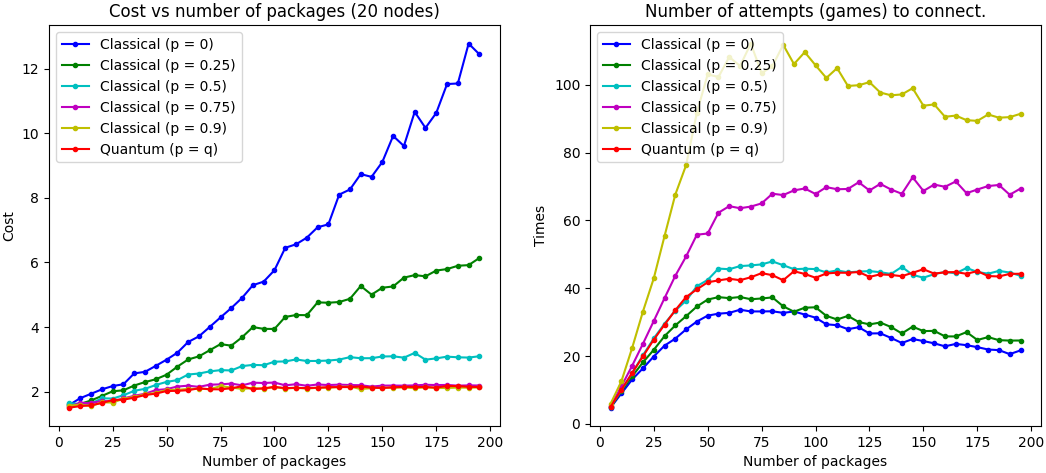 Cost vs number of packages (20 nodes)
Cost
12
10
8
6
4
2
Classical (p = 0)
Classical (p = 0.25)
Classical (p = 0.5)
Classical (p = 0.75)
Classical (p = 0.9)
Quantum (p = q)
0 25 50 75 100 125 150 175 200
Number of packages
Number of attempts (games) to connect.
Times
100
80
60
40
20
0
Classical (p = 0)
Classical (p = 0.25)
Classical (p = 0.5)
Classical (p = 0.75)
Classical (p = 0.9)
Quantum (p = q)
0 25 50 75 100 125 150 175 200
Number of packages